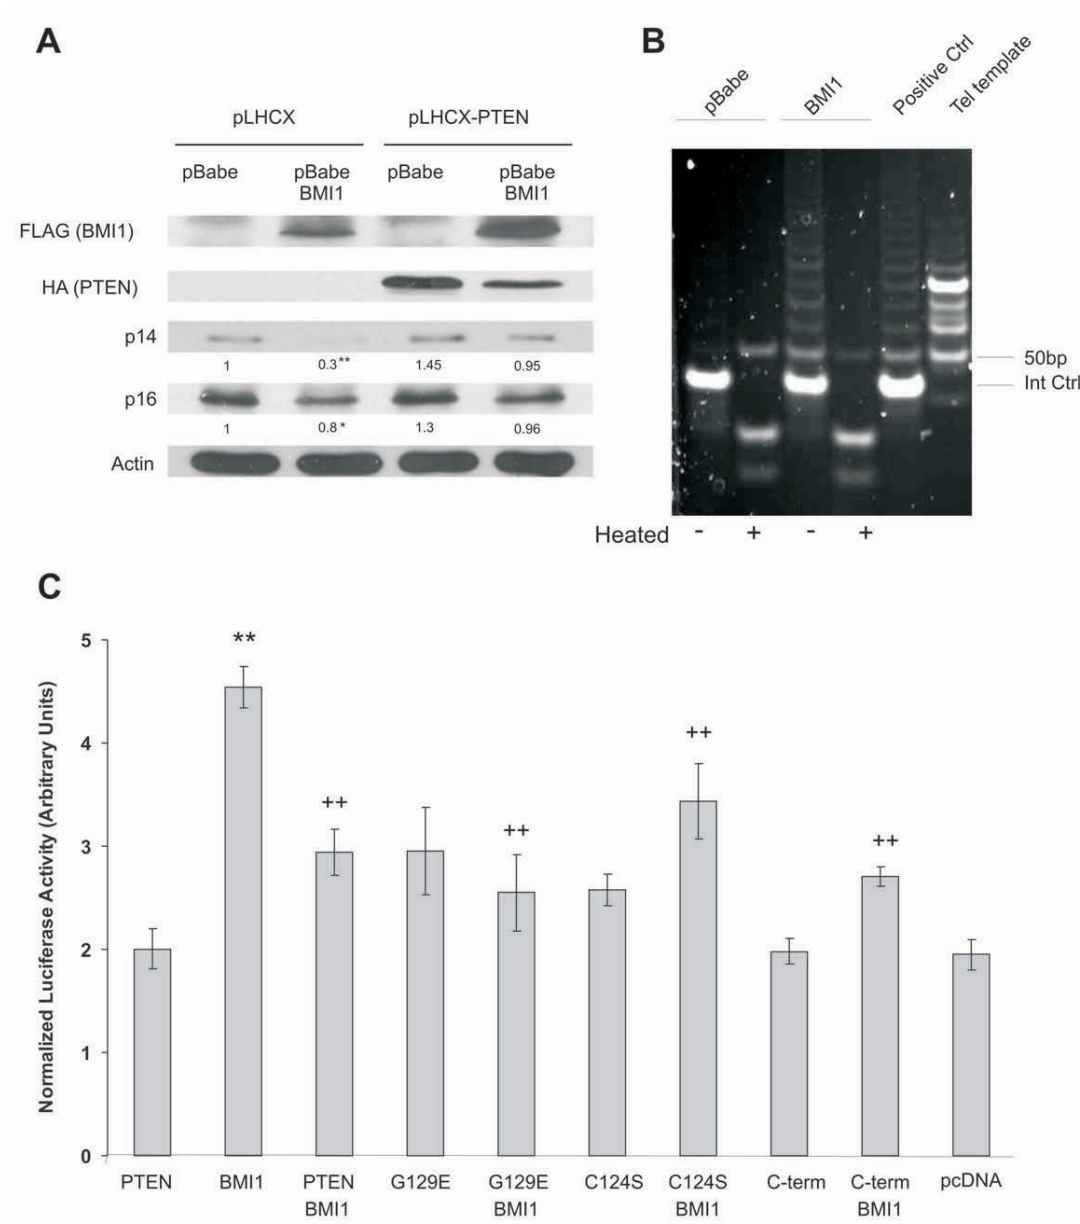 A
pLHCX pLHCX-PTEN
pBabe pBabe BMI1 pBabe pBabe BMI1
FLAG (BMI1)
HA (PTEN)
p14
1 0.3** 1.45 0.95
p16
1 0.8* 1.3 0.96
Actin
B
pBabe BMI1 Positive Ctrl Tel template
50bp
Int Ctrl
Heated - + - +
C
Normalized Luciferase Activity (Arbitrary Units)
5
4
3
2
1
0
** ++ ++ ++ ++
PTEN BMI1 PTEN BMI1 G129E G129E BMI1 C124S C124S BMI1 C-term C-term BMI1 pcDNA